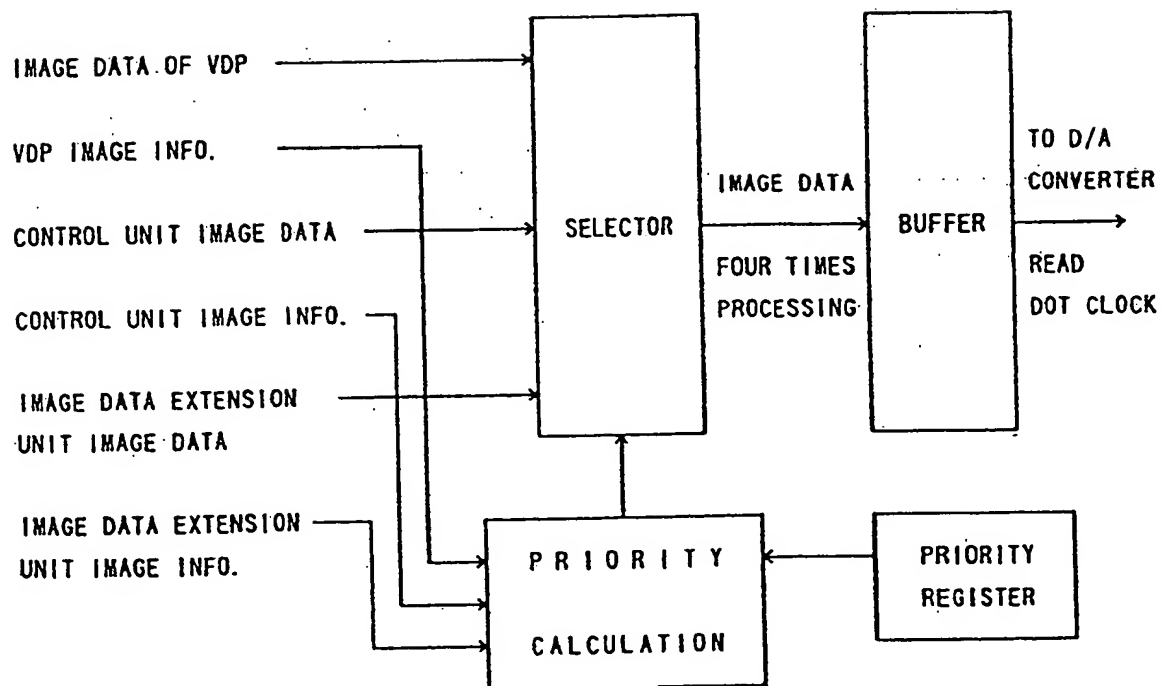 IMAGE DATA OF VDP
VDP IMAGE INFO.
CONTROL UNIT IMAGE DATA
CONTROL UNIT IMAGE INFO.
IMAGE DATA EXTENSION
UNIT IMAGE DATA
IMAGE DATA EXTENSION
UNIT IMAGE INFO.
SELECTOR
IMAGE DATA
FOUR TIMES
PROCESSING
BUFFER
TO D/A
CONVERTER
READ
DOT CLOCK
PRIORITY
CALCULATION
PRIORITY
REGISTER